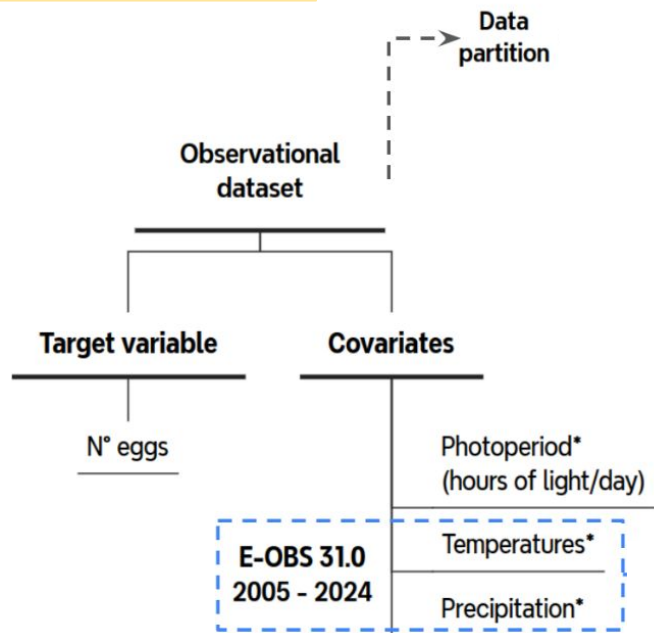 Data
partition
Observational
dataset
Target variable
Covariates
N° eggs
Photoperiod*
(hours of light/day)
E-OBS 31.0
2005 - 2024
Temperatures*
Precipitation*